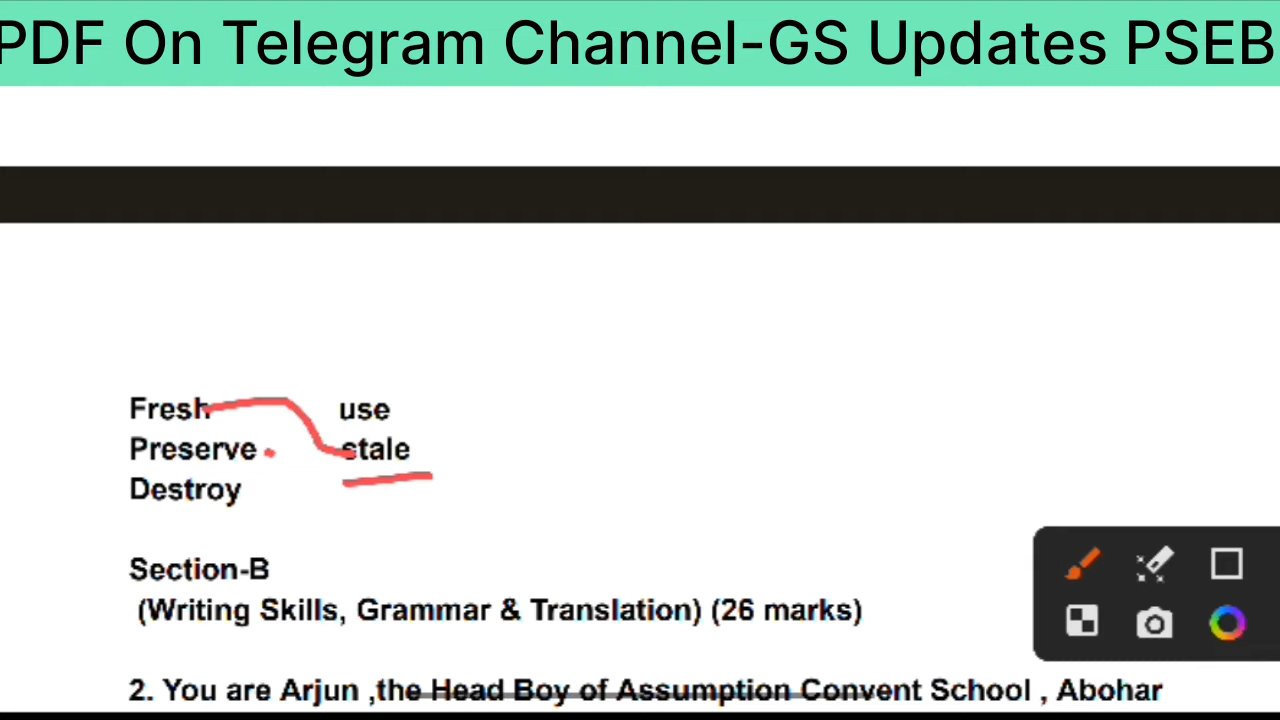 PDF On Telegram Channel-GS Updates PSEB
Fresh use
Preserve stale
Destroy
Section-B
(Writing Skills, Grammar & Translation) (26 marks)
2. You are Arjun ,the Head Boy of Assumption Convent School , Abohar